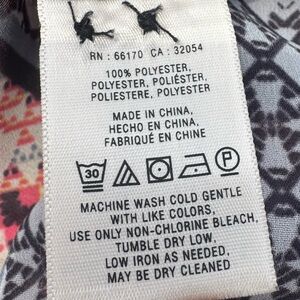 RN : 66170 CA : 32054
100% POLYESTER,
POLYESTER, POLIÉSTER,
POLIESTERE, POLYESTER
MADE IN CHINA,
HECHO EN CHINA,
FABRIQUÉ EN CHINE
30 P
MACHINE WASH COLD GENTLE
WITH LIKE COLORS,
USE ONLY NON-CHLORINE BLEACH,
TUMBLE DRY LOW,
LOW IRON AS NEEDED,
MAY BE DRY CLEANED